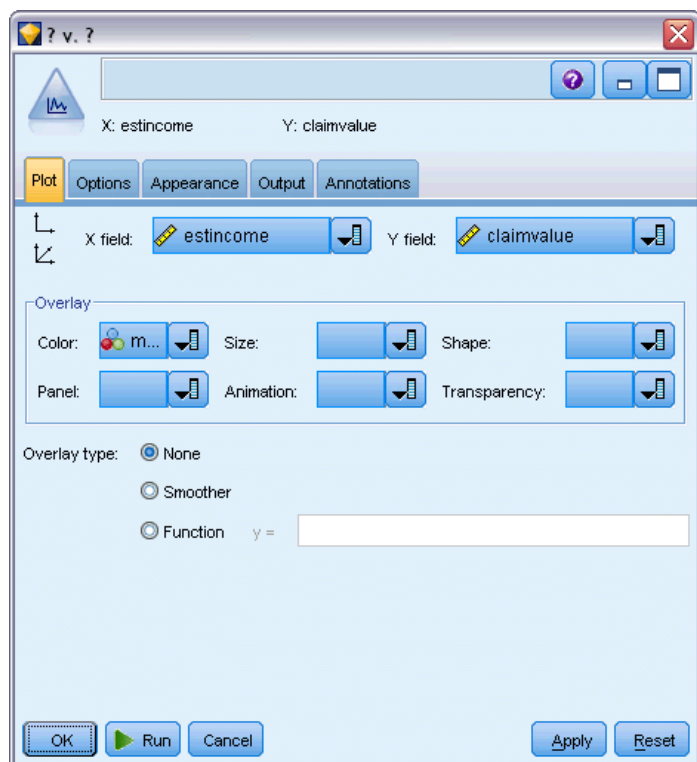 ? v. ?
X: estincome Y: claimvalue
Plot Options Appearance Output Annotations
X field: estincome Y field: claimvalue
Overlay
Color: m... Size: Shape:
Panel: Animation: Transparency:
Overlay type: None
Smoother
Function y =
OK Run Cancel Apply Reset